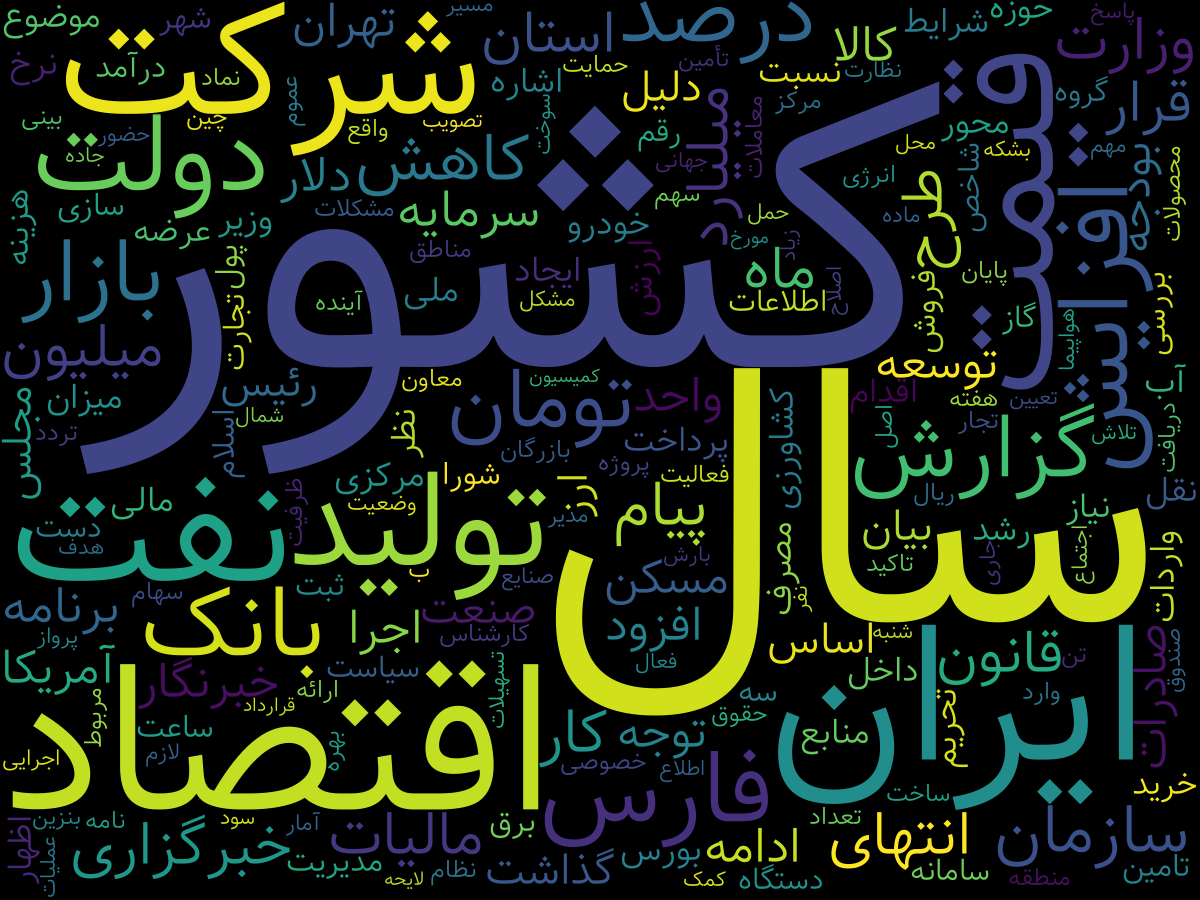 کشور
سال
اقتصاد
ایران
شرکت
قیمت
تولید
نفت
دولت
بانک
افزایش
گزارش
بازار
فارس
تومان
درصد
سازمان
خبرگزاری
انتهای
پیام
کاهش
میلیارد
طرح
استان
وزارت
قرار
تهران
کالا
موضوع
شهر
مسیر
شرایط
حوزه
پاسخ
نرخ
درآمد
نماد
عموم
اشاره
حمایت
تأمین
نسبت
نظارت
دلیل
مرکز
گروه
بینی
حضور
چین
جاده
واقع
تصویب
سوخت
رقم
معاملات
محور
محل
بشکه
مهم
بودجه
محصولات
دلار
جهانی
سهم
انرژی
شاخص
هزینه
سازی
عرضه
وزیر
مشکلات
سرمایه
خودرو
حمل
مورخ
زیاد
ماده
مناطق
پول
تجارت
ایجاد
ارزش
ماه
اطلاعات
اصلاح
فروش
پایان
بررسی
آینده
ملی
مشکل
گاز
هواپیما
میلیون
رئیس
معاون
کمیسیون
توسعه
واحد
اقدام
هفته
تعیین
آب
مجلس
میزان
تردد
اسلام
شمال
نظر
بازرگان
پرداخت
پروژه
کشاورزی
اصل
تجار
تلاش
دریافت
مالی
ظرفیت
مرکزی
شورا
وضعیت
ارز
مدیر
فعالیت
ریال
نیاز
نقل
دست
هدف
ثبت
ب
صنایع
بارش
مصرف
نفر
بیان
تاکید
رشد
جاری
اجتماع
واردات
برنامه
سهام
پرواز
اجرا
صنعت
کارشناس
مسکن
افزود
فعال
اساس
شنبه
داخل
قانون
تن
صادرات
صندوق
آمریکا
مربوط
خبرنگار
ارائه
قرارداد
سیاست
تسهیلات
سه
حقوق
منابع
تحریم
وارد
اجرایی
ساعت
لازم
بهره
کار
توجه
خصوصی
اطلاع
ساخت
خرید
اظهار
بنزین
عملیات
نامه
سود
آمار
مالیات
برق
تعداد
مدیریت
لایحه
نظام
گذاشت
بورس
کمک
ادامه
دستگاه
سامانه
منطقه
تامین